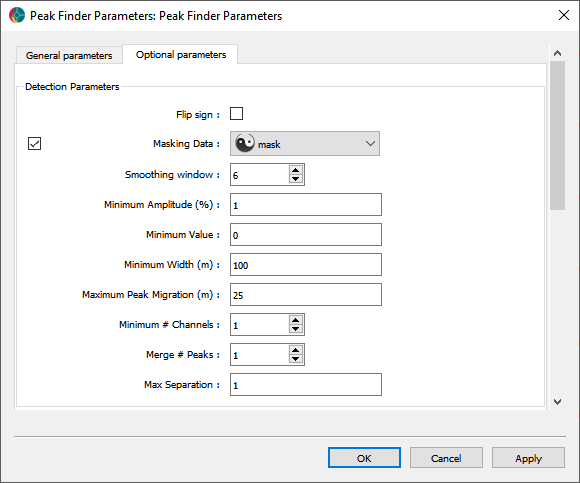 Peak Finder Parameters: Peak Finder Parameters
General parameters Optional parameters
Detection Parameters
Flip sign :
Masking Data : mask
Smoothing window : 6
Minimum Amplitude (%) : 1
Minimum Value : 0
Minimum Width (m) : 100
Maximum Peak Migration (m) : 25
Minimum # Channels : 1
Merge # Peaks : 1
Max Separation : 1
OK Cancel Apply